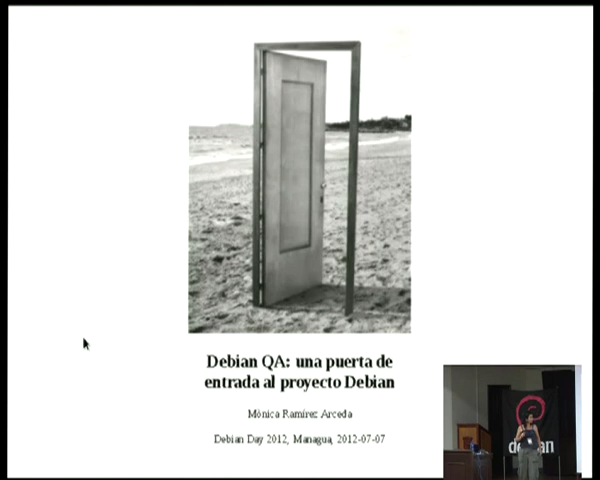 Debian QA: una puerta de
entrada al proyecto Debian
Mònica Ramírez Arceda
Debian Day 2012, Managua, 2012-07-07
debian